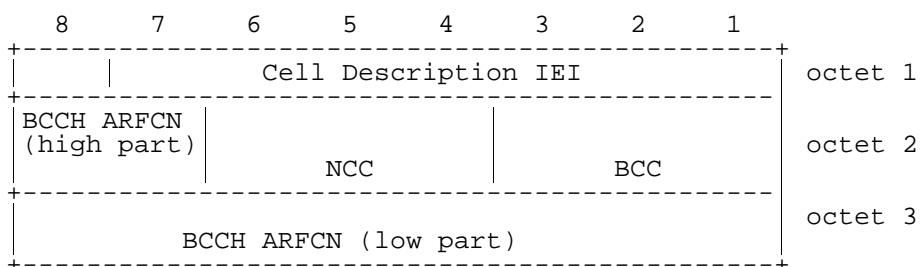 8 7 6 5 4 3 2 1
Cell Description IEI octet 1
BCCH ARFCN
(high part) octet 2
NCC BCC
octet 3
BCCH ARFCN (low part)